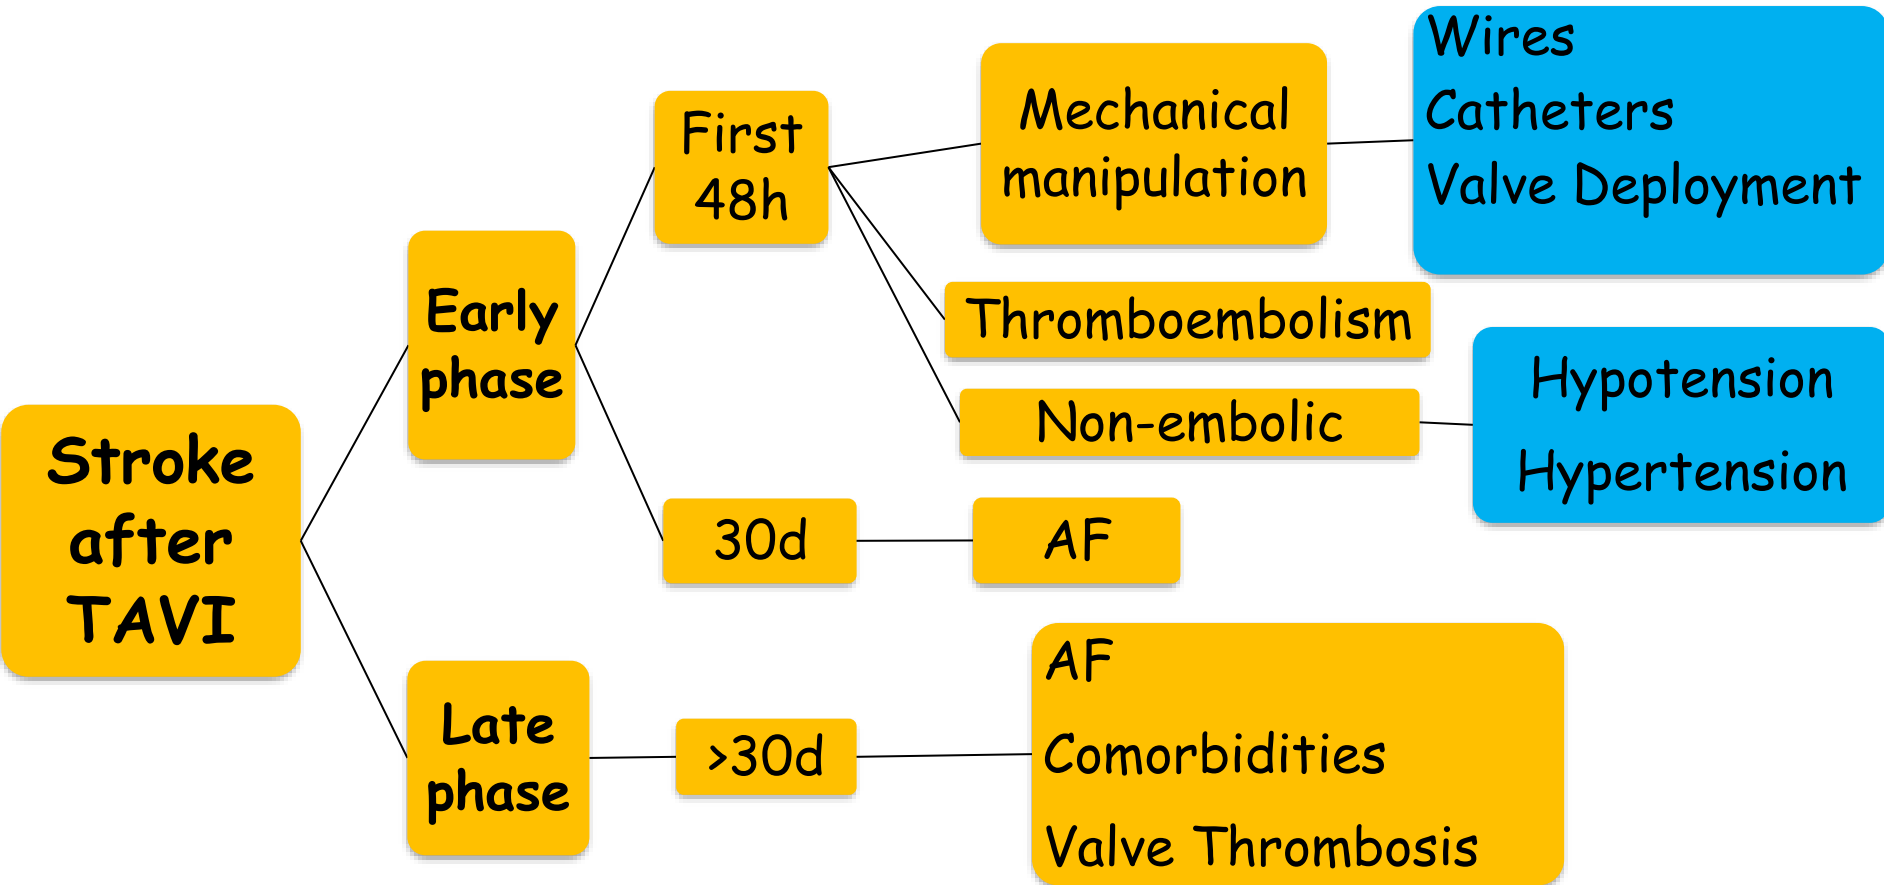 Stroke
after
TAVI
Early
phase
First
48h
Mechanical
manipulation
Wires
Catheters
Valve Deployment
Thromboembolism
Non-embolic
Hypotension
Hypertension
30d
AF
Late
phase
>30d
AF
Comorbidities
Valve Thrombosis